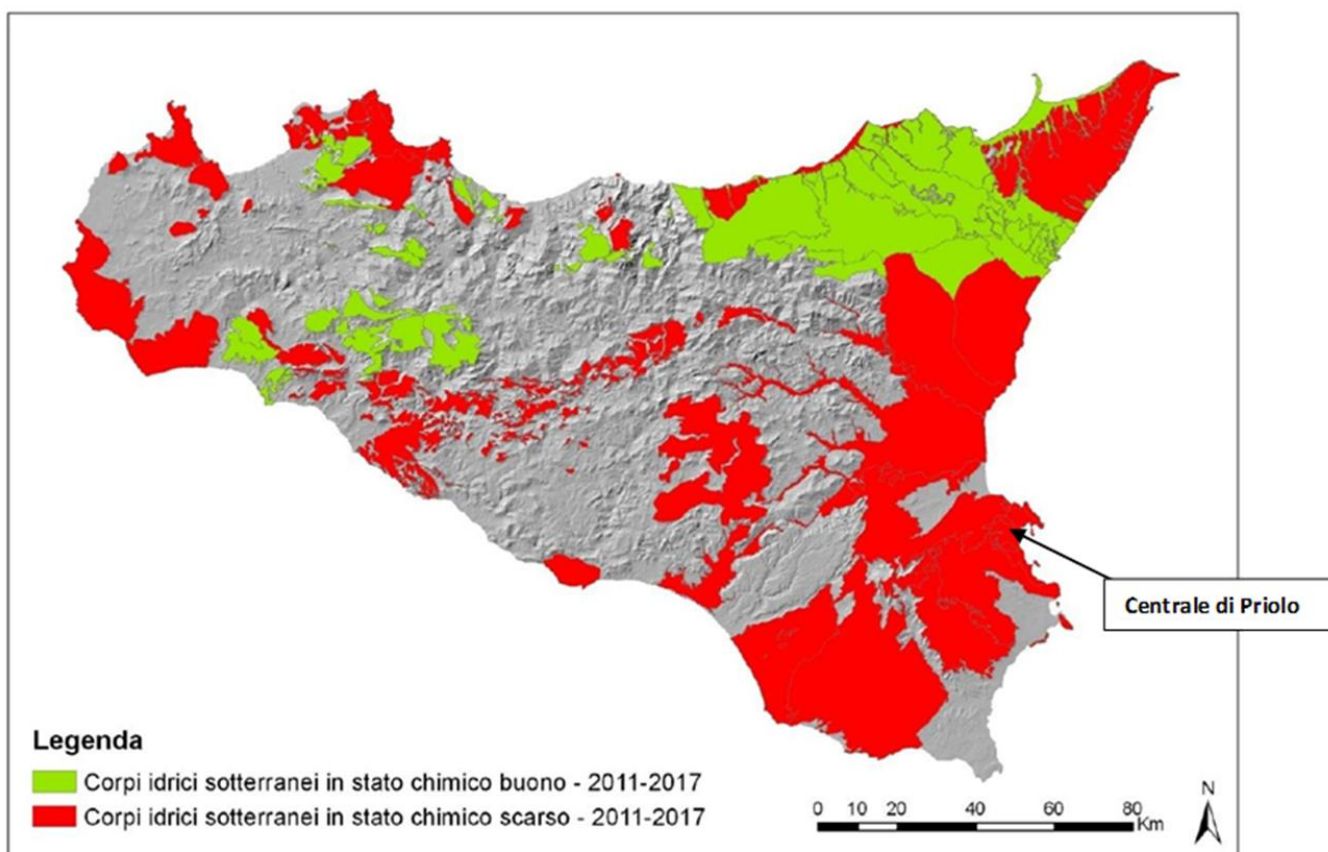 Centrale di Priolo
Legenda
Corpi idrici sotterranei in stato chimico buono - 2011-2017
Corpi idrici sotterranei in stato chimico scarso - 2011-2017
0 10 20 40 60 80
Km
N